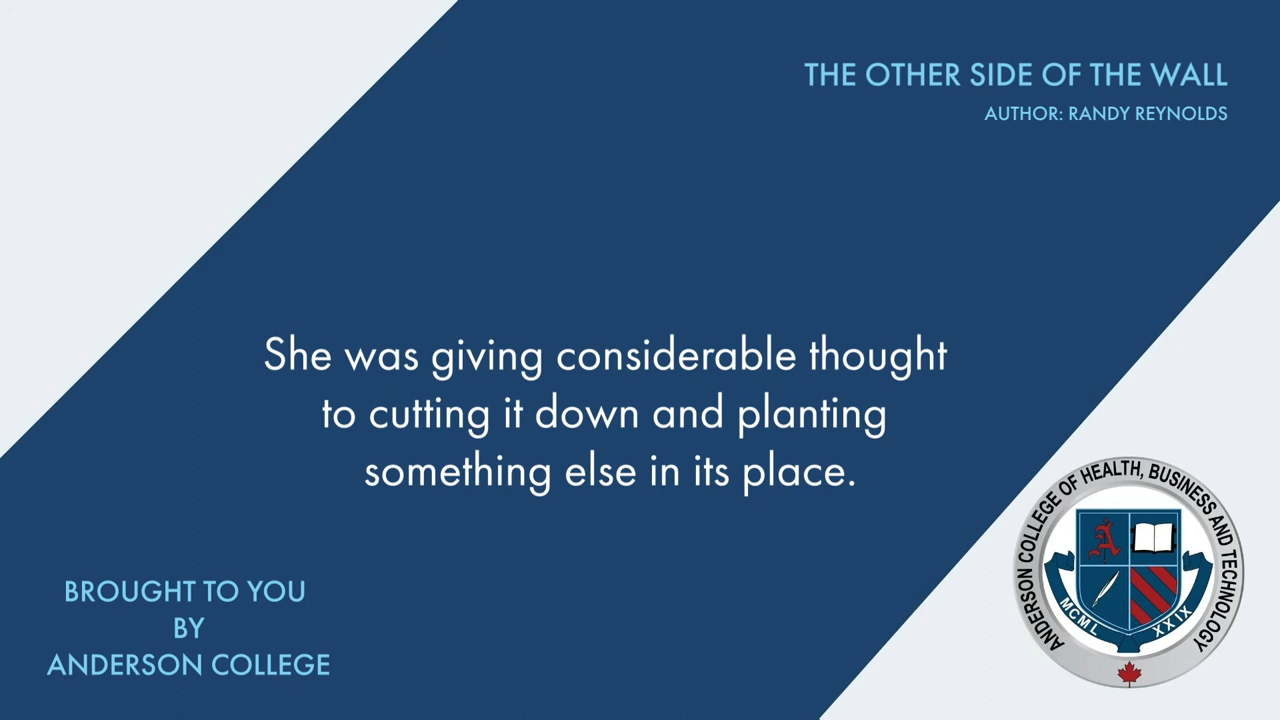 THE OTHER SIDE OF THE WALL
AUTHOR: RANDY REYNOLDS
She was giving considerable thought
to cutting it down and planting
something else in its place.
BROUGHT TO YOU
BY
ANDERSON COLLEGE
ANDERSON COLLEGE OF HEALTH, BUSINESS AND TECHNOLOGY
A
MCML XXIX